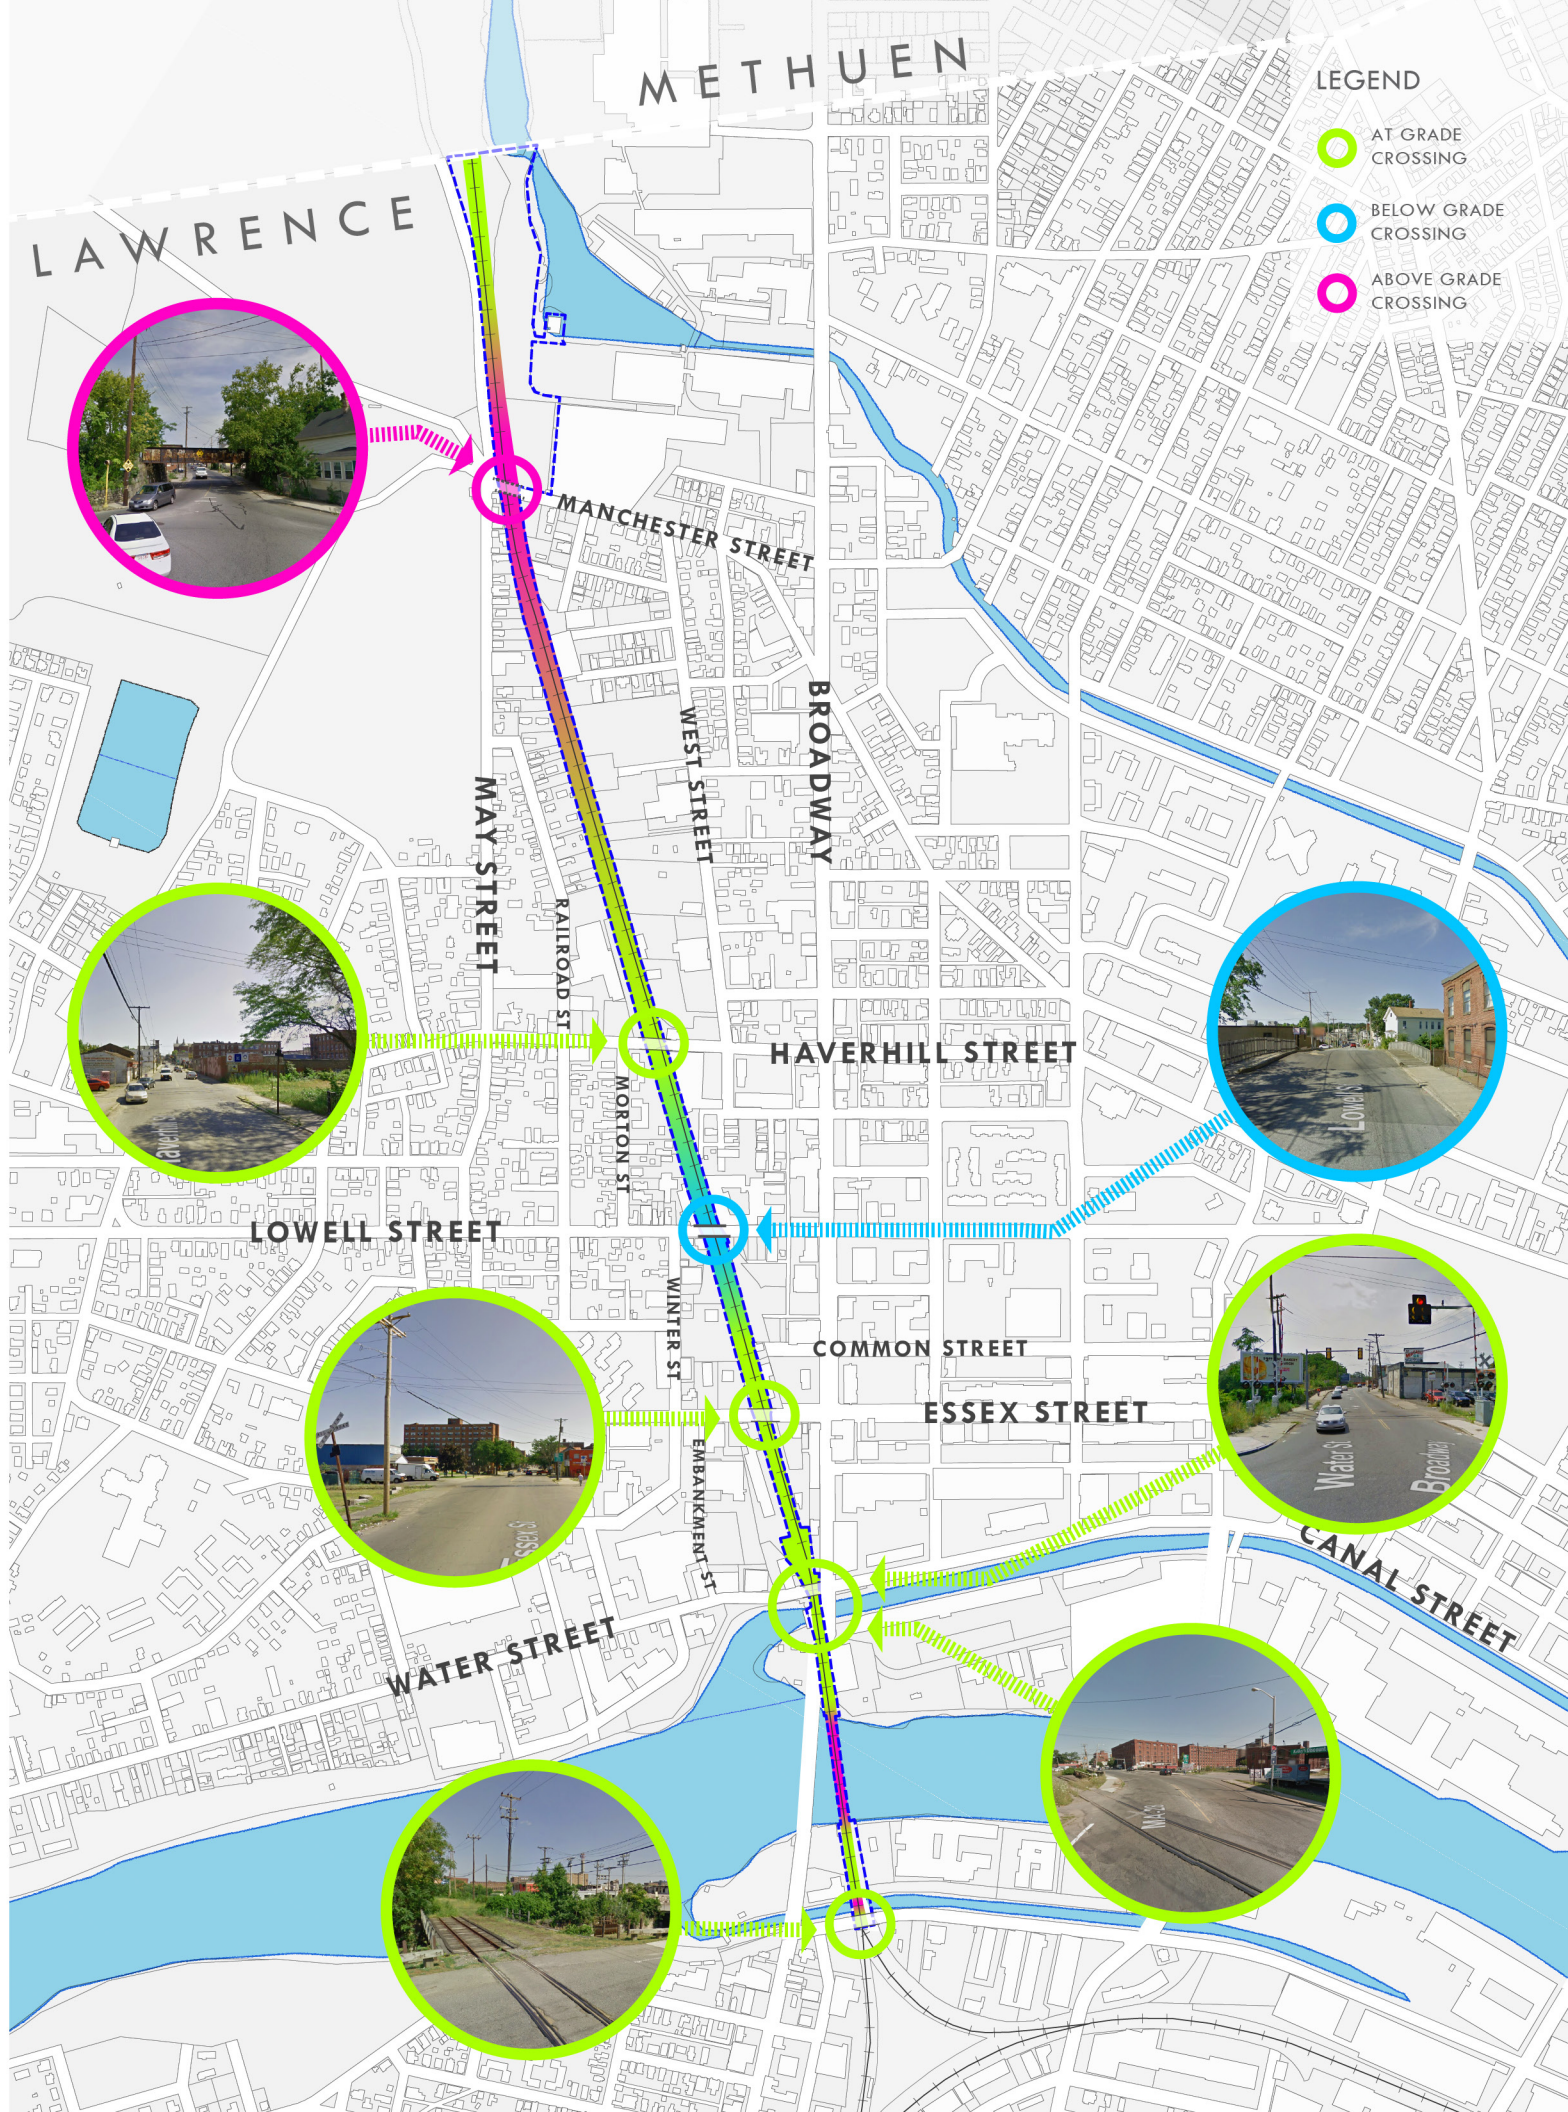 METHUEN
LAWRENCE
LEGEND
AT GRADE
CROSSING
BELOW GRADE
CROSSING
ABOVE GRADE
CROSSING
MANCHESTER STREET
WEST STREET
BROADWAY
MAY STREET
RAILROAD ST
HAVERHILL STREET
MORTON ST
Lowell St
LOWELL STREET
WINTER ST
COMMON STREET
ESSEX STREET
Water St
Broadway
EMBANKMENT ST
CANAL STREET
WATER STREET